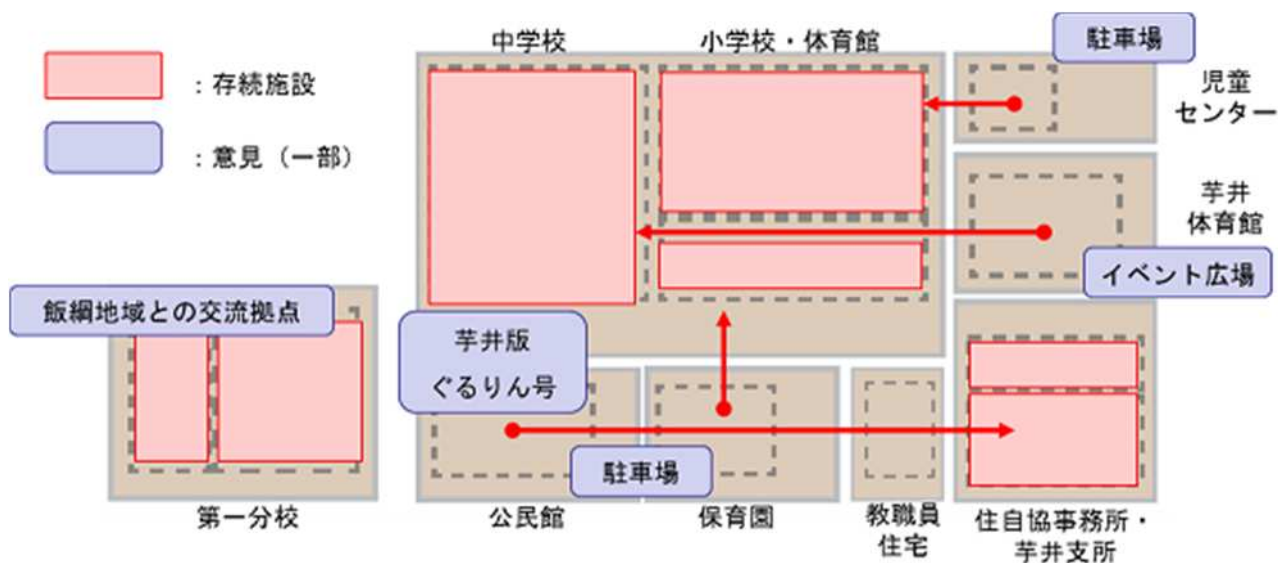 中学校
小学校・体育館
駐車場
：存続施設
児童
センター
：意見（一部）
芋井
体育館
イベント広場
飯綱地域との交流拠点
芋井版
ぐるりん号
駐車場
第一分校
公民館
保育園
教職員
住宅
住自協事務所・
芋井支所